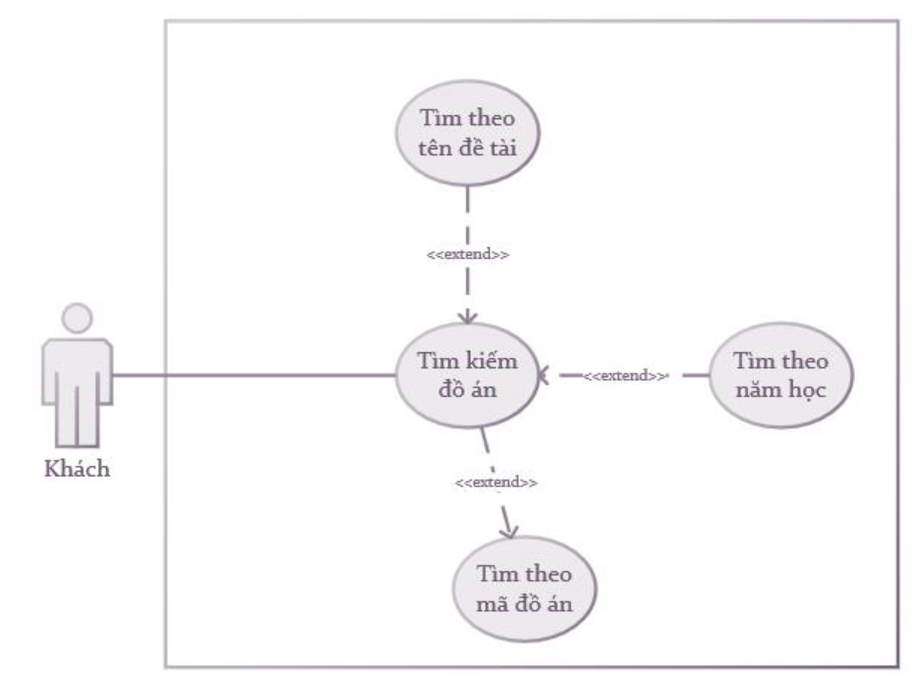 Tìm theo
tên đề tài
<<extend>>
Tìm kiếm
đồ án
<<extend>>
Tìm theo
năm học
Khách
<<extend>>
Tìm theo
mã đồ án